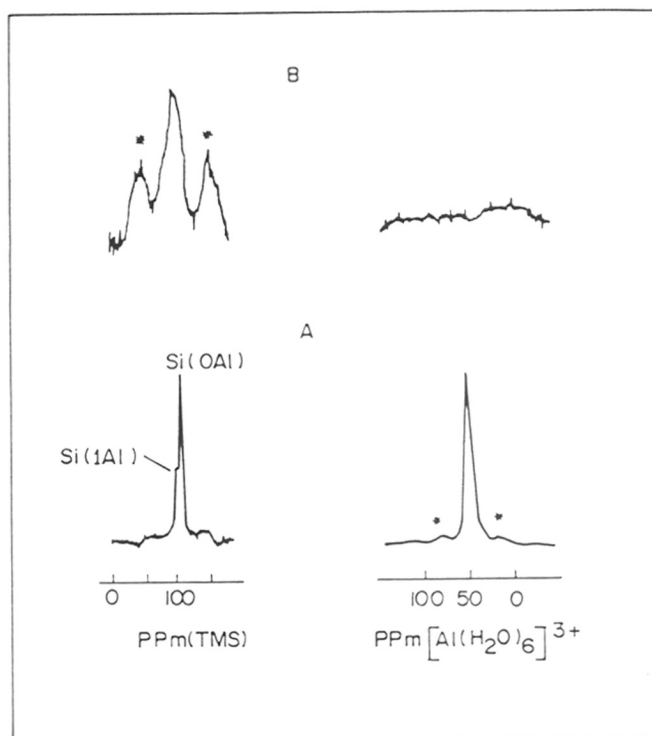 B
*
*
A
Si(0Al)
Si(1Al)
*
*
0 100
100 50 0
PPm(TMS)
PPm[Al(H2O)6]3+